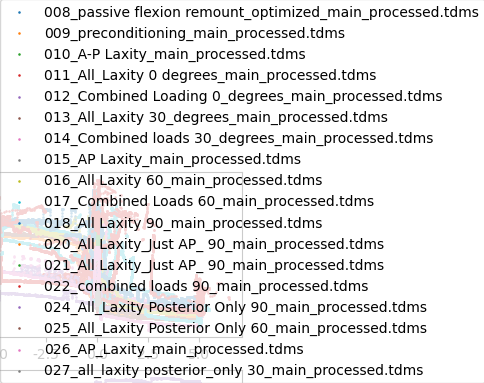 008_passive flexion remount_optimized_main_processed.tdms
009_preconditioning_main_processed.tdms
010_A-P Laxity_main_processed.tdms
011_All_Laxity 0 degrees_main_processed.tdms
012_Combined Loading 0_degrees_main_processed.tdms
013_All_Laxity 30_degrees_main_processed.tdms
014_Combined loads 30_degrees_main_processed.tdms
015_AP Laxity_main_processed.tdms
016_All Laxity 60_main_processed.tdms
017_Combined Loads 60_main_processed.tdms
018_All Laxity 90_main_processed.tdms
020_All Laxity_Just AP_ 90_main_processed.tdms
021_All Laxity_Just AP_ 90_main_processed.tdms
022_combined loads 90_main_processed.tdms
024_All_Laxity Posterior Only 90_main_processed.tdms
025_All_Laxity Posterior Only 60_main_processed.tdms
026_AP Laxity_main_processed.tdms
027_all_laxity posterior_only 30_main_processed.tdms